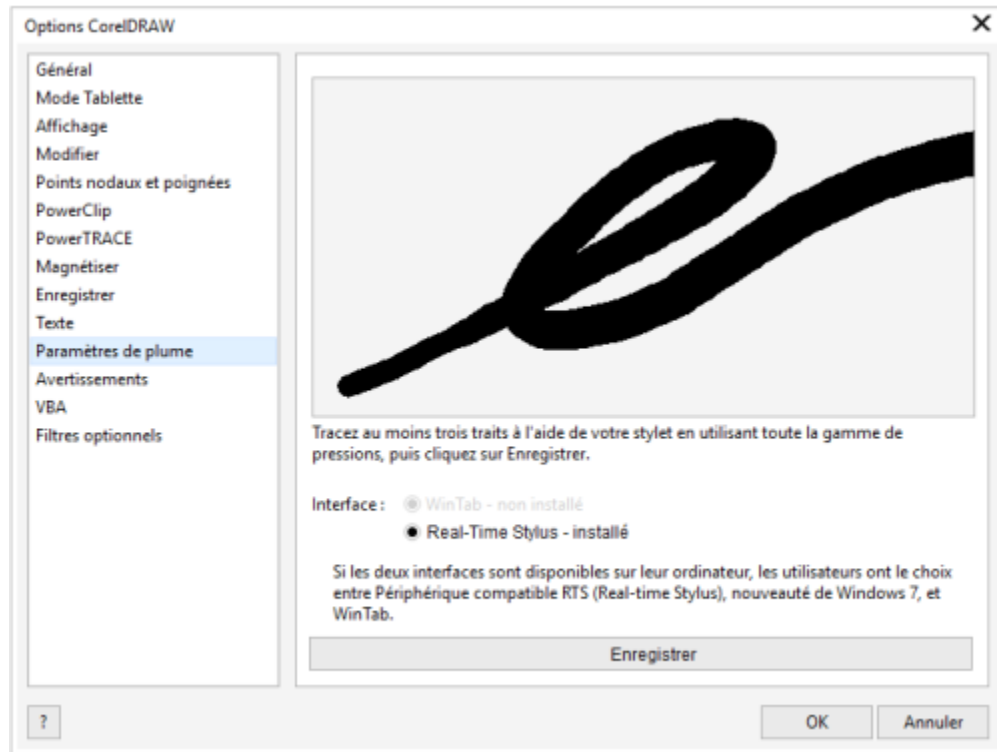 Options CorelDRAW
Général
Mode Tablette
Affichage
Modifier
Points nodaux et poignées
PowerClip
PowerTRACE
Magnétiser
Enregistrer
Texte
Paramètres de plume
Avertissements
VBA
Filtres optionnels
Tracez au moins trois traits à l'aide de votre stylet en utilisant toute la gamme de
pressions, puis cliquez sur Enregistrer.
Interface : WinTab - non installé
Real-Time Stylus - installé
Si les deux interfaces sont disponibles sur leur ordinateur, les utilisateurs ont le choix
entre Périphérique compatible RTS (Real-time Stylus), nouveauté de Windows 7, et
WinTab.
Enregistrer
?
OK
Annuler